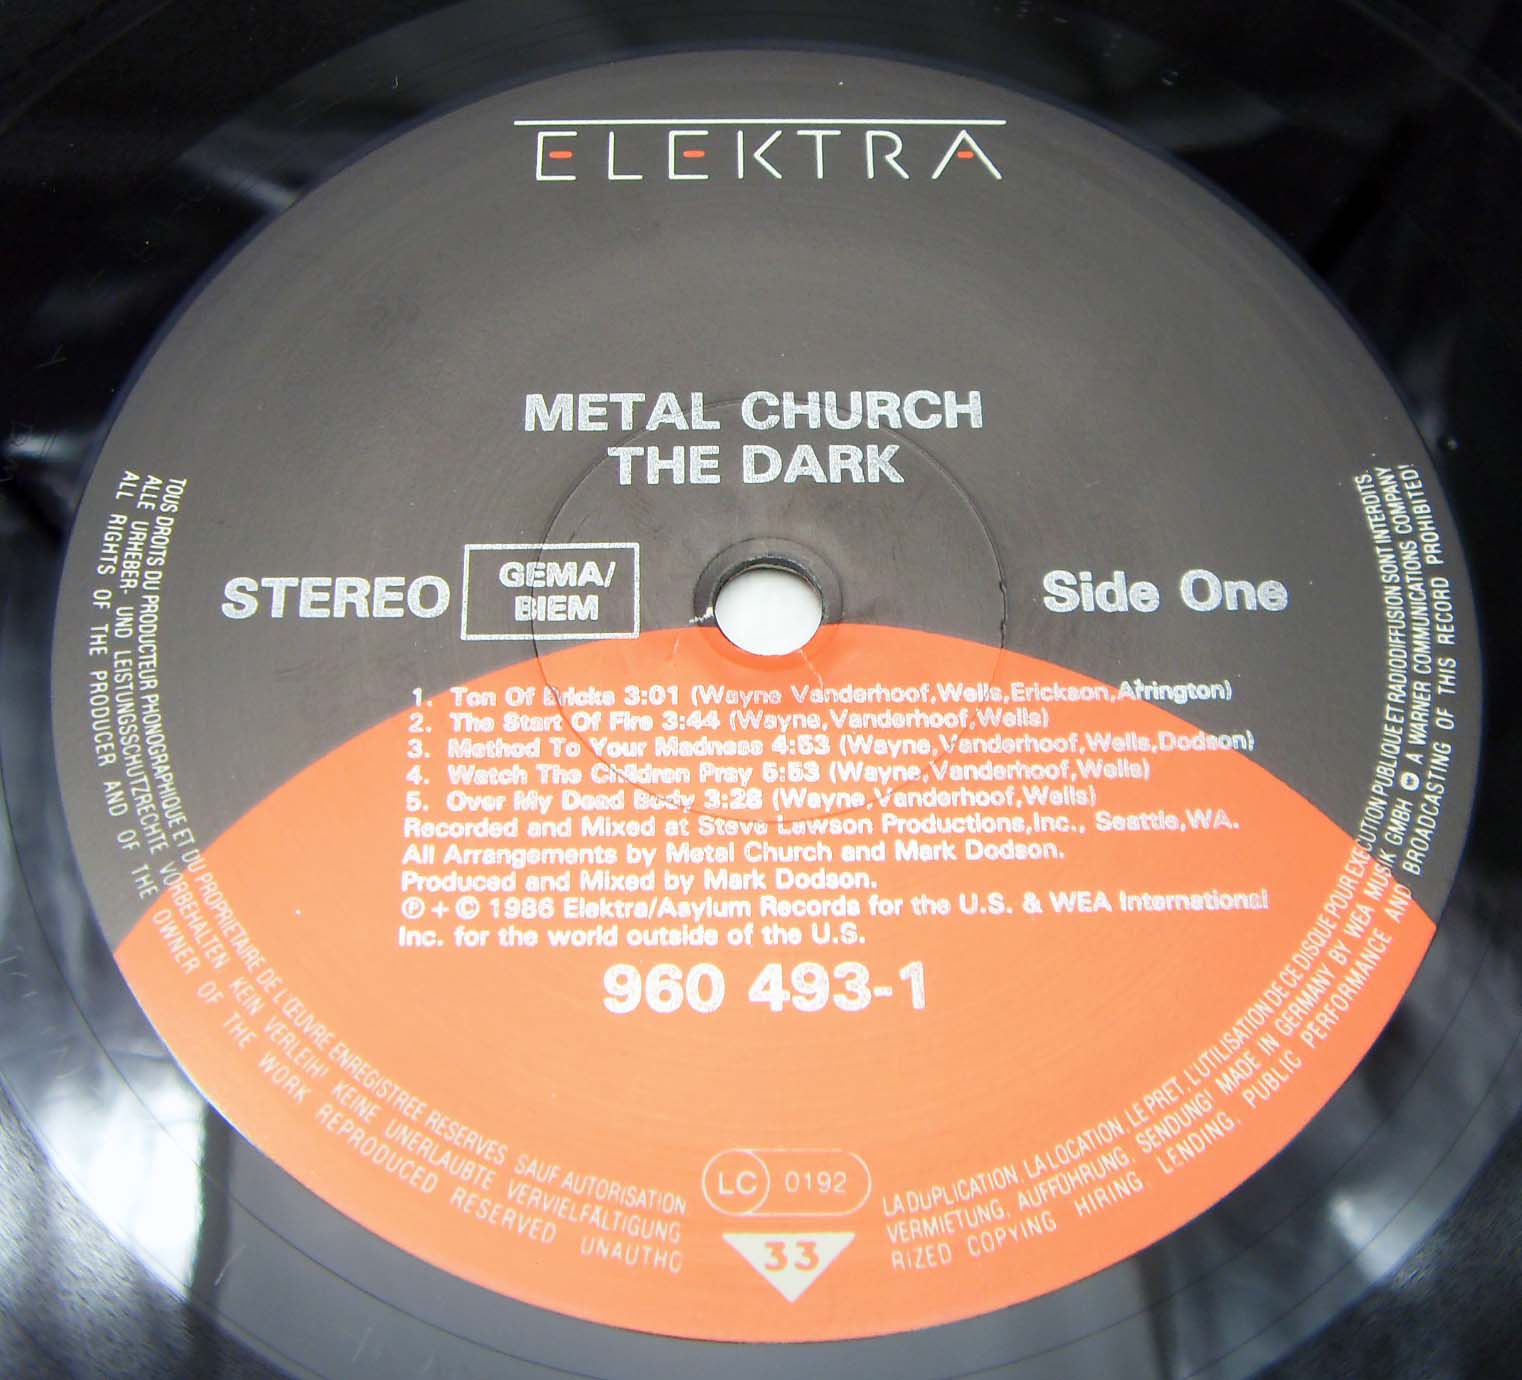 ELEKTRA
METAL CHURCH
THE DARK
STEREO
GEMA/
BIEM
Side One
1. Ton Of Bricks 3:01 (Wayne Vanderhoof,Wells,Erickson,Arrington)
2. The Start Of Fire 3:44 (Wayne,Vanderhoof,Wells)
3. Method To Your Madness 4:53 (Wayne,Vanderhoof,Wells,Dodson)
4. Watch The Children Pray 5:53 (Wayne,Vanderhoof,Wells)
5. Over My Dead Body 3:28 (Wayne,Vanderhoof,Wells)
Recorded and Mixed at Steve Lawson Productions,Inc., Seattle,WA.
All Arrangements by Metal Church and Mark Dodson.
Produced and Mixed by Mark Dodson.
℗ + © 1986 Elektra/Asylum Records for the U.S. & WEA International
Inc. for the world outside of the U.S.
960 493-1
LC 0192
33
TOUS DROITS DU PRODUCTEUR PHONOGRAPHIQUE ET DU PROPRIETAIRE DE L'ŒUVRE ENREGISTREE RESERVES SAUF AUTORISATION LA DUPLICATION, LA LOCATION, LE PRET, L'UTILISATION DE CE DISQUE POUR EXECUTION PUBLIQUE ET RADIODIFFUSION SONT INTERDITS.
ALLE URHEBER- UND LEISTUNGSSCHUTZRECHTE VORBEHALTEN. KEIN VERLEIH! KEINE UNERLAUBTE VERVIELFÄLTIGUNG VERMIETUNG, AUFFÜHRUNG, SENDUNG! MADE IN GERMANY BY WEA MUSIK GMBH A WARNER COMMUNICATIONS COMPANY
ALL RIGHTS OF THE PRODUCER AND OF THE OWNER OF THE WORK REPRODUCED RESERVED UNAUTHO RIZED COPYING HIRING, LENDING, PUBLIC PERFORMANCE AND BROADCASTING OF THIS RECORD PROHIBITED!